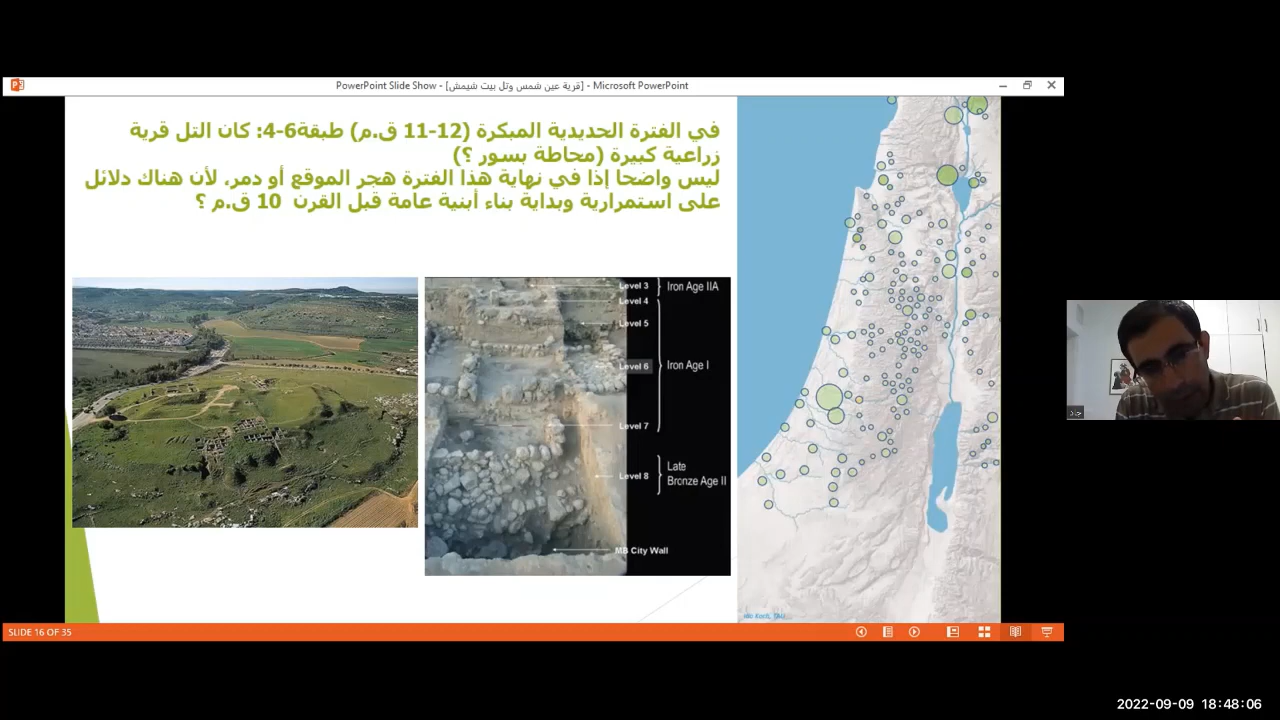 PowerPoint Slide Show - [قرية عين شمس وتل بيت شيمش] - Microsoft PowerPoint
في الفترة الحديدية المبكرة (12-11 ق.م) طبقة6-4: كان التل قرية
زراعية كبيرة (محاطة بسور ؟)
ليس واضحا إذا في نهاية هذا الفترة هجر الموقع أو دمر، لأن هناك دلائل
على استمرارية وبداية بناء أبنية عامة قبل القرن 10 ق.م ؟
Level 3
Iron Age IIA
Level 4
Level 5
Level 6
Iron Age I
Level 7
Level 8
Late
Bronze Age II
MB City Wall
جاد
SLIDE 16 OF 35
2022-09-09 18:48:06